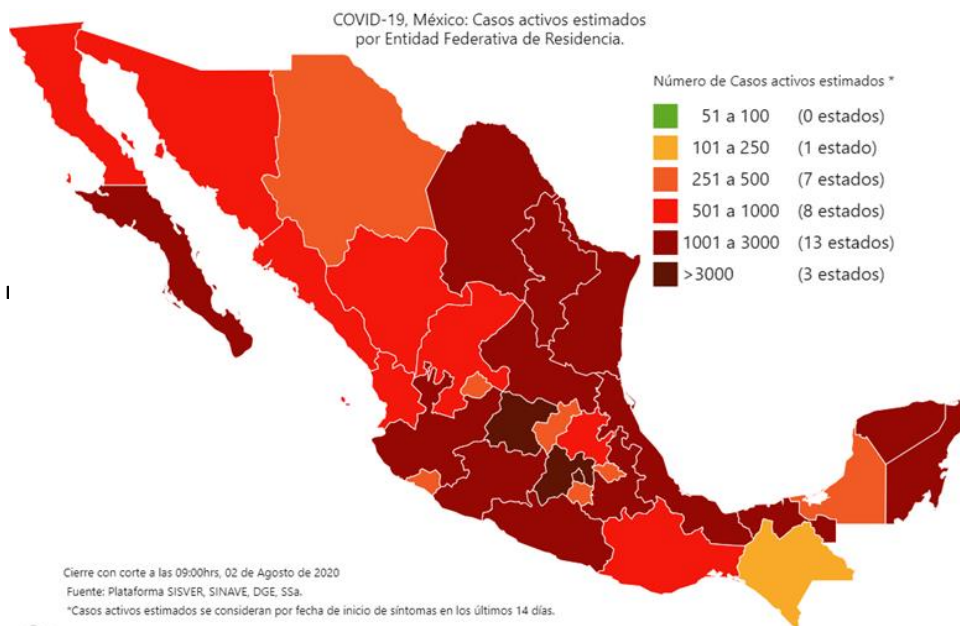 COVID-19, México: Casos activos estimados
por Entidad Federativa de Residencia.
Número de Casos activos estimados *
51 a 100 (0 estados)
101 a 250 (1 estado)
251 a 500 (7 estados)
501 a 1000 (8 estados)
1001 a 3000 (13 estados)
>3000 (3 estados)
Cierre con corte a las 09:00hrs, 02 de Agosto de 2020
Fuente: Plataforma SISVER, SINAVE, DGE, SSa.
*Casos activos estimados se consideran por fecha de inicio de síntomas en los últimos 14 días.